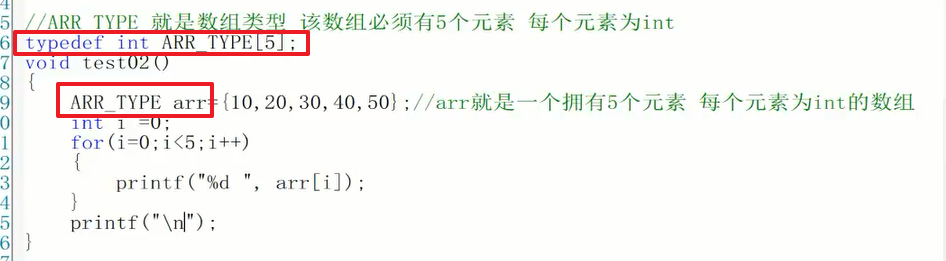 4
5 //ARR_TYPE 就是数组类型 该数组必须有5个元素 每个元素为int
6 typedef int ARR_TYPE[5];
7 void test02()
8 {
9 ARR_TYPE arr={10,20,30,40,50};//arr就是一个拥有5个元素 每个元素为int的数组
0 int i =0;
1 for(i=0;i<5;i++)
2 {
3 printf("%d ", arr[i]);
4 }
5 printf("\n");
6 }
7